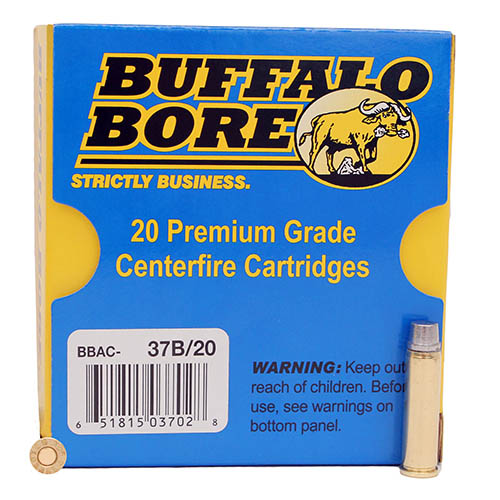 BUFFALO
BORE
STRICTLY BUSINESS.
20 Premium Grade
Centerfire Cartridges
BBAC- 37B/20
6 51815 03702 8
WARNING: Keep out
reach of children. Before
use, see warnings on
bottom panel.